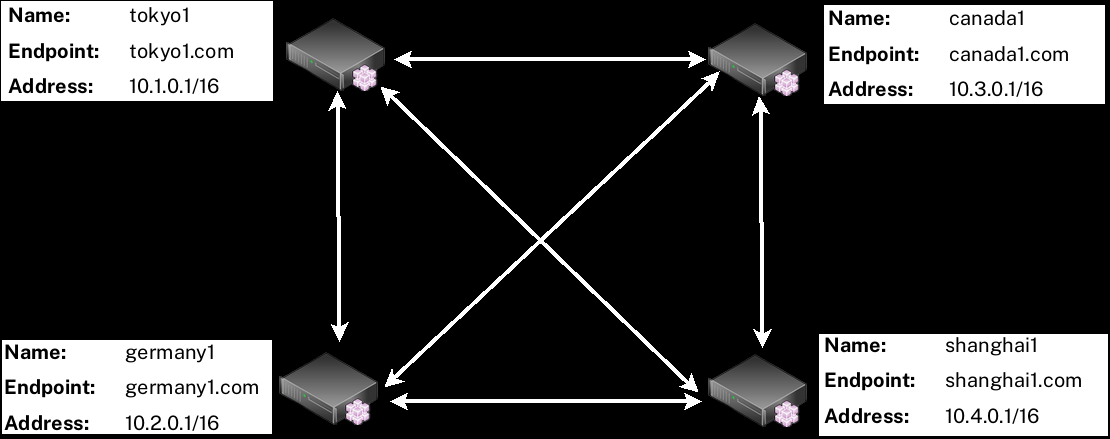 Name: tokyo1
Endpoint: tokyo1.com
Address: 10.1.0.1/16
Name: canada1
Endpoint: canada1.com
Address: 10.3.0.1/16
Name: germany1
Endpoint: germany1.com
Address: 10.2.0.1/16
Name: shanghai1
Endpoint: shanghai1.com
Address: 10.4.0.1/16